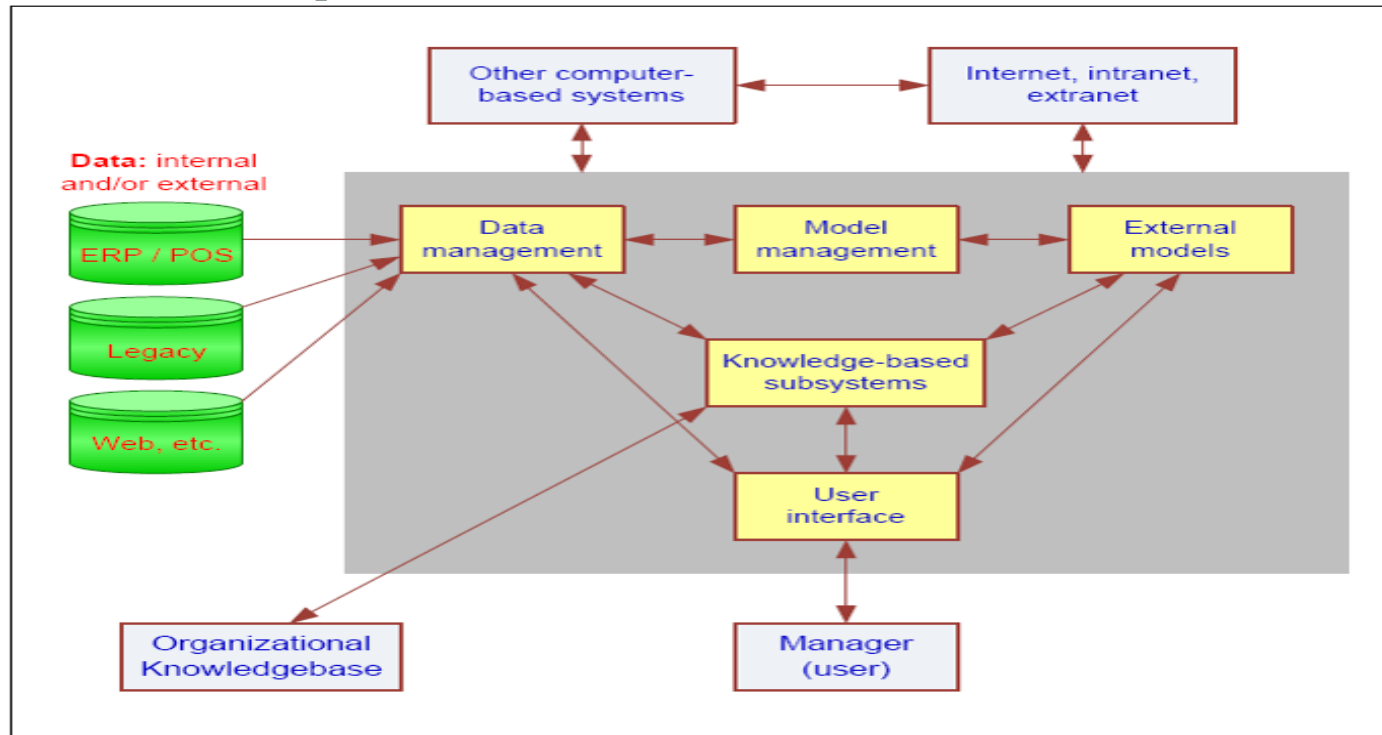 Other computer-
based systems
Internet, intranet,
extranet
Data: internal
and/or external
ERP / POS
Legacy
Web, etc.
Data
management
Model
management
External
models
Knowledge-based
subsystems
User
interface
Organizational
Knowledgebase
Manager
(user)